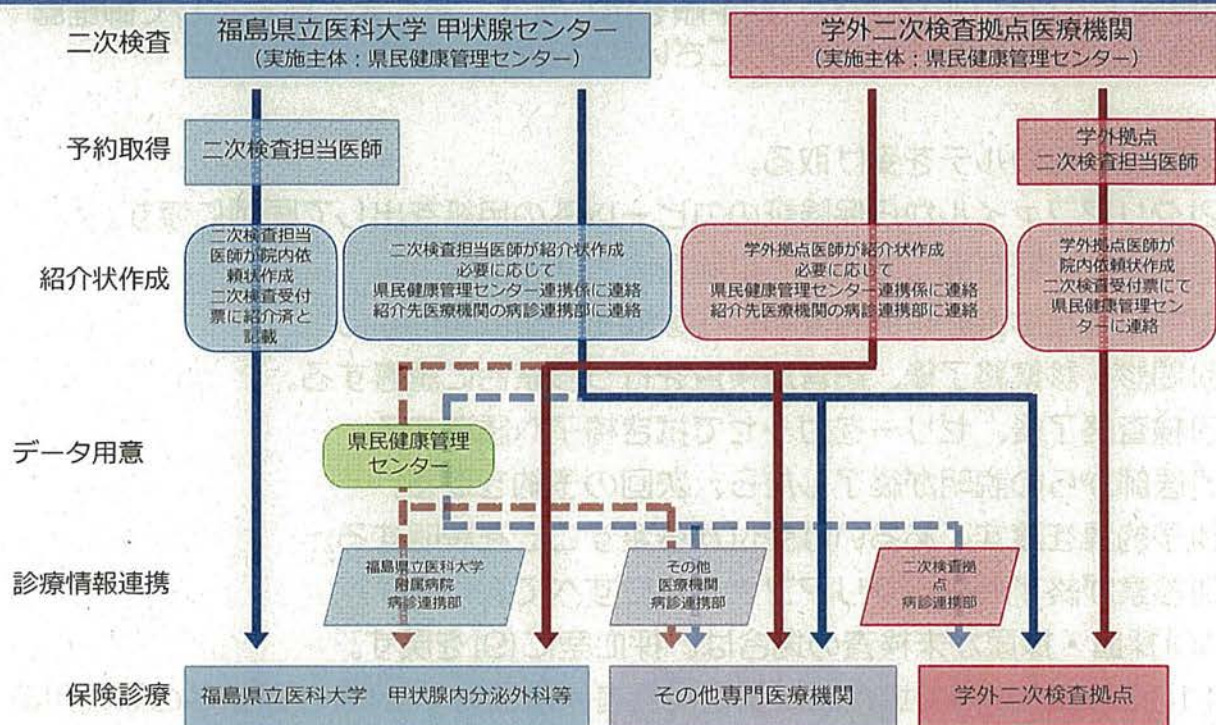 二次検査
福島県立医科大学 甲状腺センター
（実施主体：県民健康管理センター）
学外二次検査拠点医療機関
（実施主体：県民健康管理センター）
予約取得
二次検査担当医師
学外拠点
二次検査担当医師
紹介状作成
二次検査担当
医師が院内依
頼状作成
二次検査受付
票に紹介済と
記載
二次検査担当医師が紹介状作成
必要に応じて
県民健康管理センター連携係に連絡
紹介先医療機関の病診連携部に連絡
学外拠点医師が紹介状作成
必要に応じて
県民健康管理センター連携係に連絡
紹介先医療機関の病診連携部に連絡
学外拠点医師が
院内依頼状作成
二次検査受付票にて
県民健康管理セン
ターに連絡
データ用意
県民健康管理
センター
診療情報連携
福島県立医科大学
附属病院
病診連携部
その他
医療機関
病診連携部
二次検査拠
点
病診連携部
保険診療
福島県立医科大学　甲状腺内分泌外科等
その他専門医療機関
学外二次検査拠点